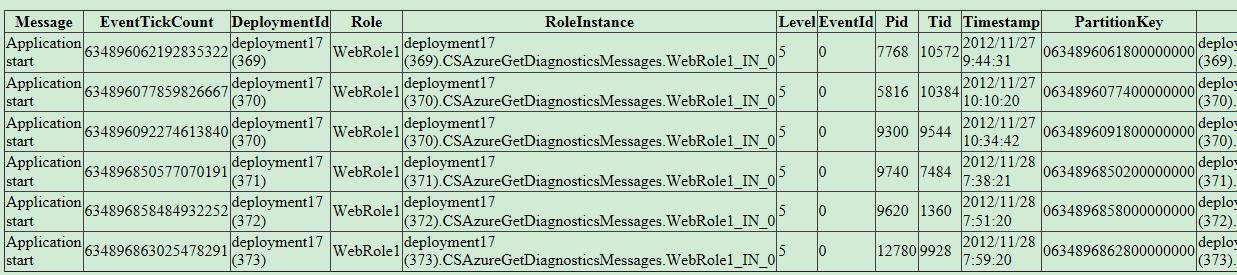 Message EventTickCount DeploymentId Role RoleInstance Level EventId Pid Tid Timestamp PartitionKey
Application start 634896062192835322 deployment17 (369) WebRole1 deployment17 (369).CSAzureGetDiagnosticsMessages.WebRole1_IN_0 5 0 7768 10572 2012/11/27 9:44:31 0634896061800000000 deploy (369).
Application start 634896077859826667 deployment17 (370) WebRole1 deployment17 (370).CSAzureGetDiagnosticsMessages.WebRole1_IN_0 5 0 5816 10384 2012/11/27 10:10:20 0634896077400000000 deploy (370).
Application start 634896092274613840 deployment17 (370) WebRole1 deployment17 (370).CSAzureGetDiagnosticsMessages.WebRole1_IN_0 5 0 9300 9544 2012/11/27 10:34:42 0634896091800000000 deploy (370).
Application start 634896850577070191 deployment17 (371) WebRole1 deployment17 (371).CSAzureGetDiagnosticsMessages.WebRole1_IN_0 5 0 9740 7484 2012/11/28 7:38:21 0634896850200000000 deploy (371).
Application start 634896858484932252 deployment17 (372) WebRole1 deployment17 (372).CSAzureGetDiagnosticsMessages.WebRole1_IN_0 5 0 9620 1360 2012/11/28 7:51:20 0634896858000000000 deploy (372).
Application start 634896863025478291 deployment17 (373) WebRole1 deployment17 (373).CSAzureGetDiagnosticsMessages.WebRole1_IN_0 5 0 12780 9928 2012/11/28 7:59:20 0634896862800000000 deploy (373).